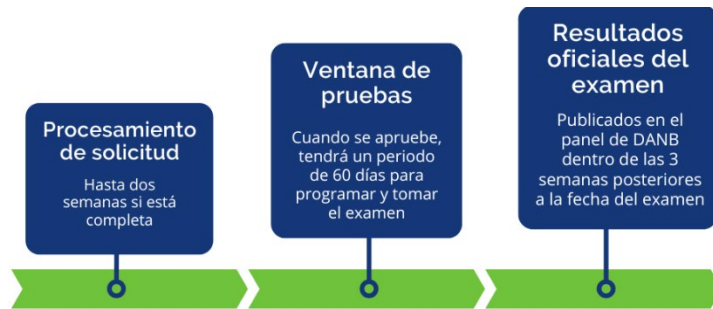 Procesamiento
de solicitud
Hasta dos
semanas si está
completa
Ventana de
pruebas
Cuando se apruebe,
tendrá un periodo
de 60 días para
programar y tomar
el examen
Resultados
oficiales del
examen
Publicados en el
panel de DANB
dentro de las 3
semanas posteriores
a la fecha del examen